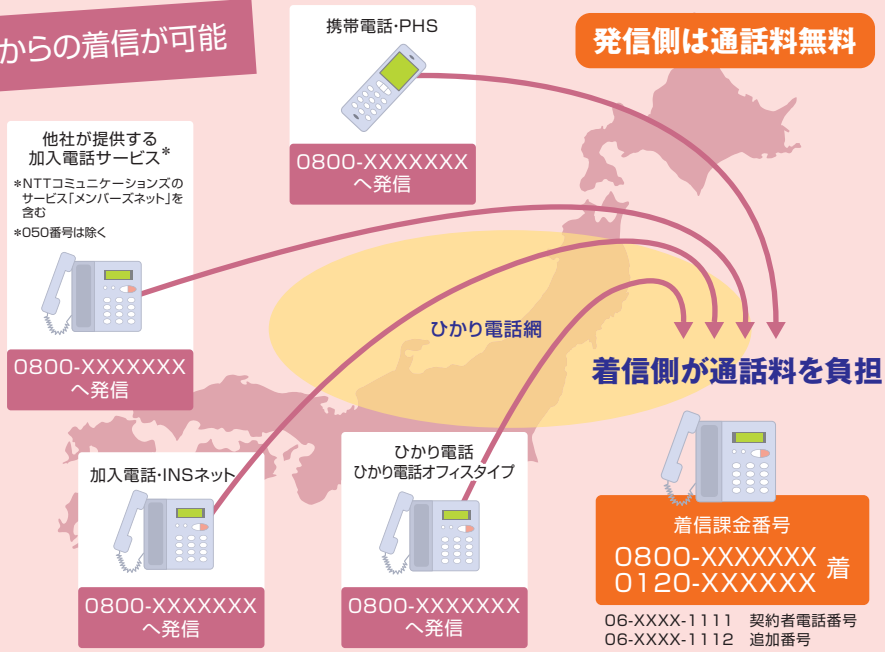 からの着信が可能
携帯電話・PHS
0800-XXXXXXX
へ発信
発信側は通話料無料
他社が提供する
加入電話サービス*
*NTTコミュニケーションズの
サービス「メンバーズネット」を
含む
*050番号は除く
0800-XXXXXXX
へ発信
ひかり電話網
着信側が通話料を負担
加入電話・INSネット
0800-XXXXXXX
へ発信
ひかり電話
ひかり電話オフィスタイプ
0800-XXXXXXX
へ発信
着信課金番号
0800-XXXXXXX
0120-XXXXXX
着
06-XXXX-1111 契約者電話番号
06-XXXX-1112 追加番号